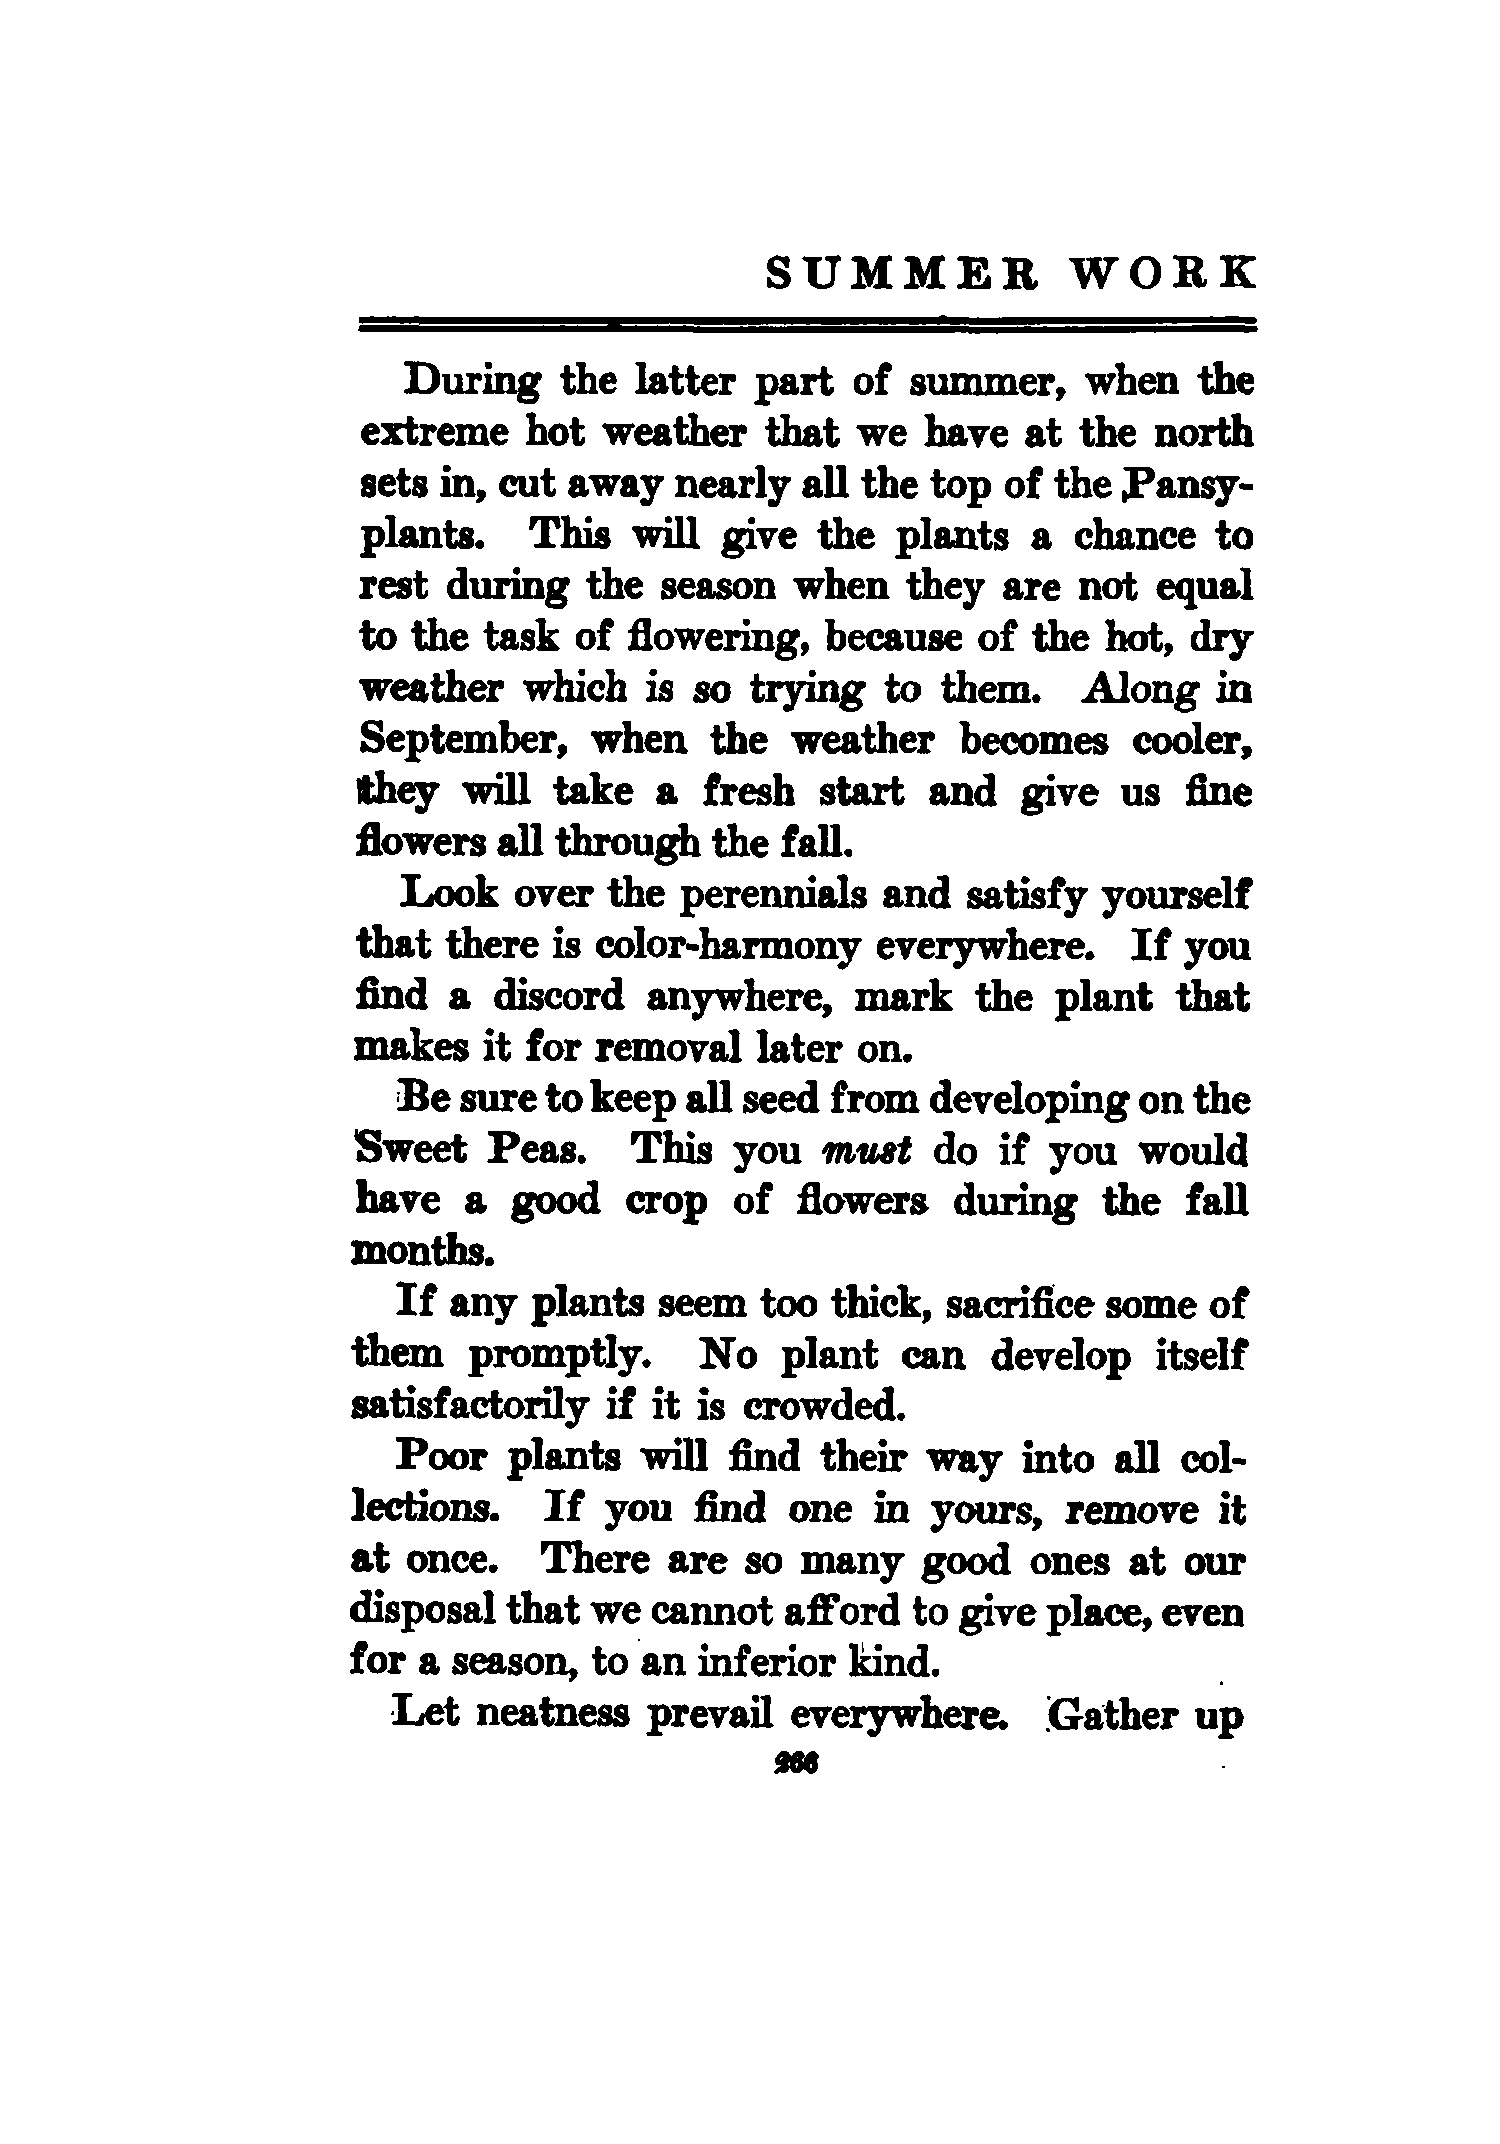 SUMMER WORK
During the latter part of summer, when the
extreme hot weather that we have at the north
sets in, cut away nearly all the top of the Pansy-
plants. This will give the plants a chance to
rest during the season when they are not equal
to the task of flowering, because of the hot, dry
weather which is so trying to them. Along in
September, when the weather becomes cooler,
they will take a fresh start and give us fine
flowers all through the fall.
Look over the perennials and satisfy yourself
that there is color-harmony everywhere. If you
find a discord anywhere, mark the plant that
makes it for removal later on.
Be sure to keep all seed from developing on the
Sweet Peas. This you must do if you would
have a good crop of flowers during the fall
months.
If any plants seem too thick, sacrifice some of
them promptly. No plant can develop itself
satisfactorily if it is crowded.
Poor plants will find their way into all col-
lections. If you find one in yours, remove it
at once. There are so many good ones at our
disposal that we cannot afford to give place, even
for a season, to an inferior kind.
Let neatness prevail everywhere. Gather up
266